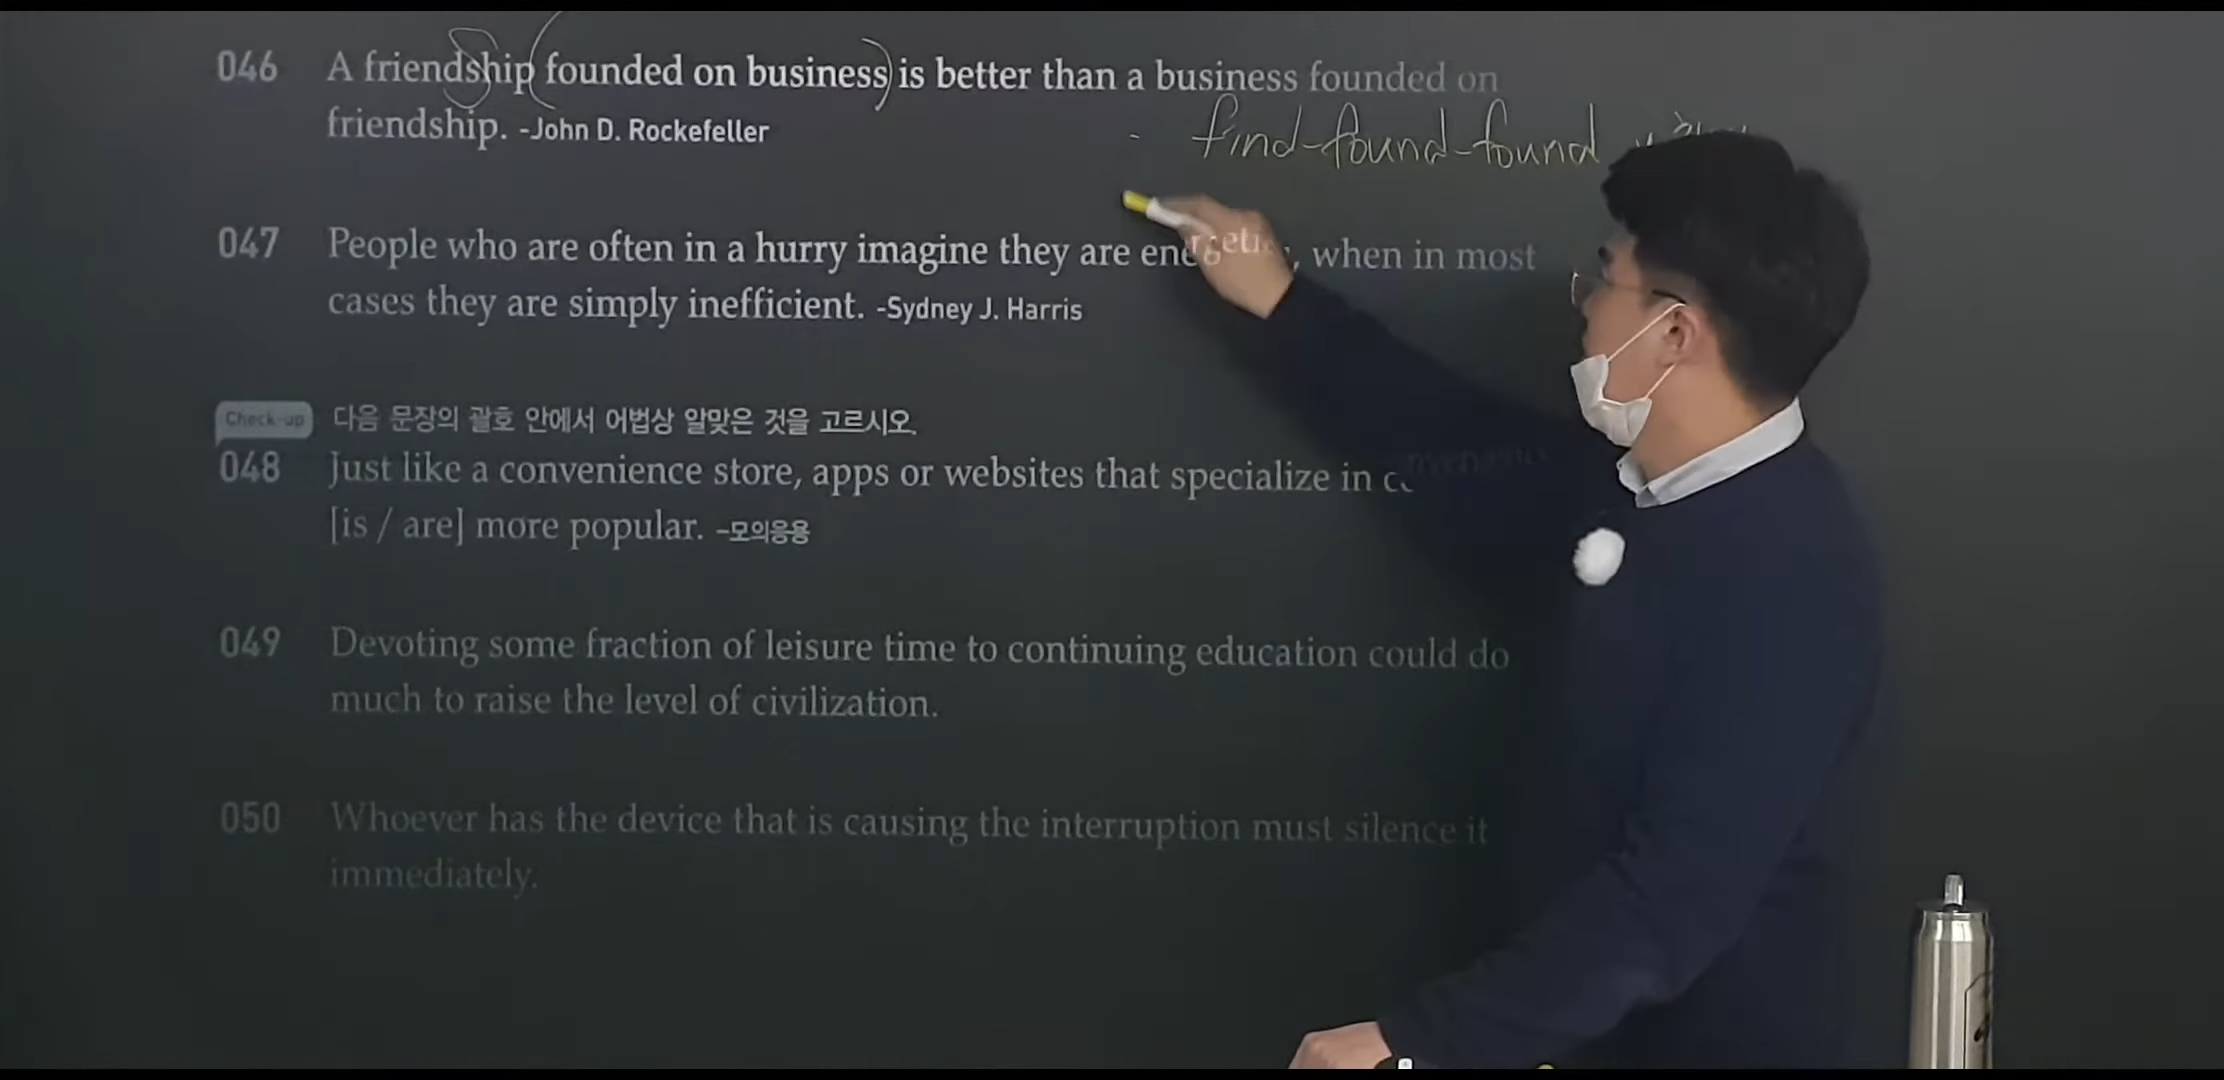 046 A friendship founded on business is better than a business founded on
friendship. -John D. Rockefeller
find-found-found
047 People who are often in a hurry imagine they are energetic, when in most
cases they are simply inefficient. -Sydney J. Harris
Check-up 다음 문장의 괄호 안에서 어법상 알맞은 것을 고르시오.
048 Just like a convenience store, apps or websites that specialize in
[is / are] more popular. -모의응용
049 Devoting some fraction of leisure time to continuing education could do
much to raise the level of civilization.
050 Whoever has the device that is causing the interruption must silence it
immediately.